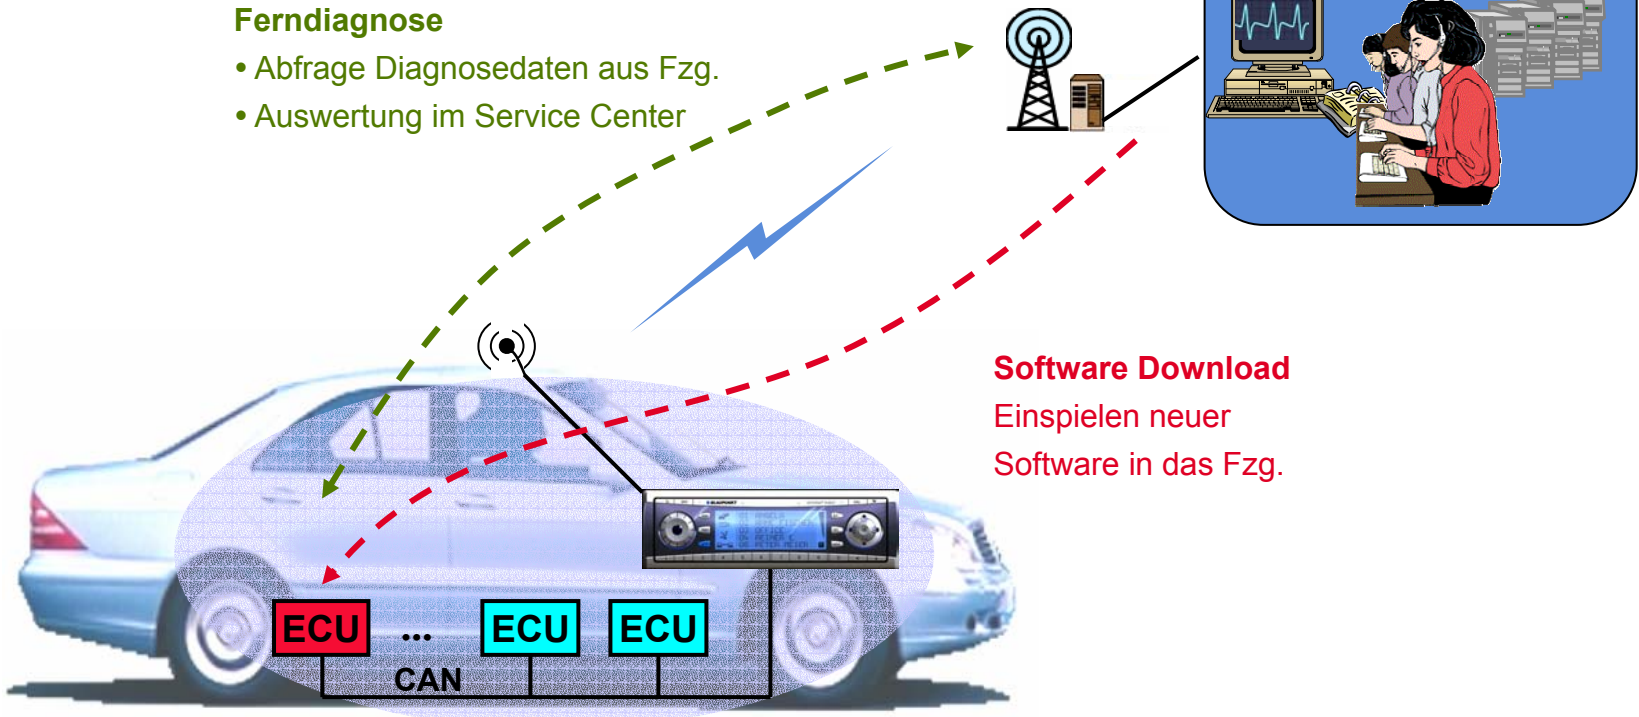 Ferndiagnose
• Abfrage Diagnosedaten aus Fzg.
• Auswertung im Service Center
Software Download
Einspielen neuer
Software in das Fzg.
BLAUPUNKT
ECU ... ECU ECU
CAN